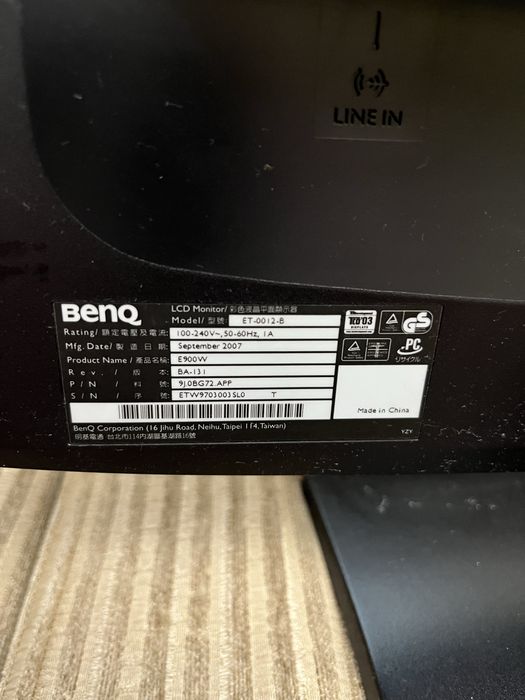 LINE IN
BenQ
LCD Monitor/ 彩色液晶平面顯示器
Model/ 型號 ET-0012-B
Rating/ 額定電壓及電流: 100-240V~, 50-60Hz, 1A
Mfg. Date/ 製造日期: September 2007
Product Name / 產品名稱: E900W
Rev./ 版本: BA-131
P/N / 料號: 9J.0BG72.APP
S/N / 序號: ETW9703003SL0 T
TCO'03
DISPLAYS
GS
PC
リサイクル
Made in China
BenQ Corporation (16 Jihu Road, Neihu, Taipei 114, Taiwan)
明基電通 台北市114內湖區基湖路16號
YZY